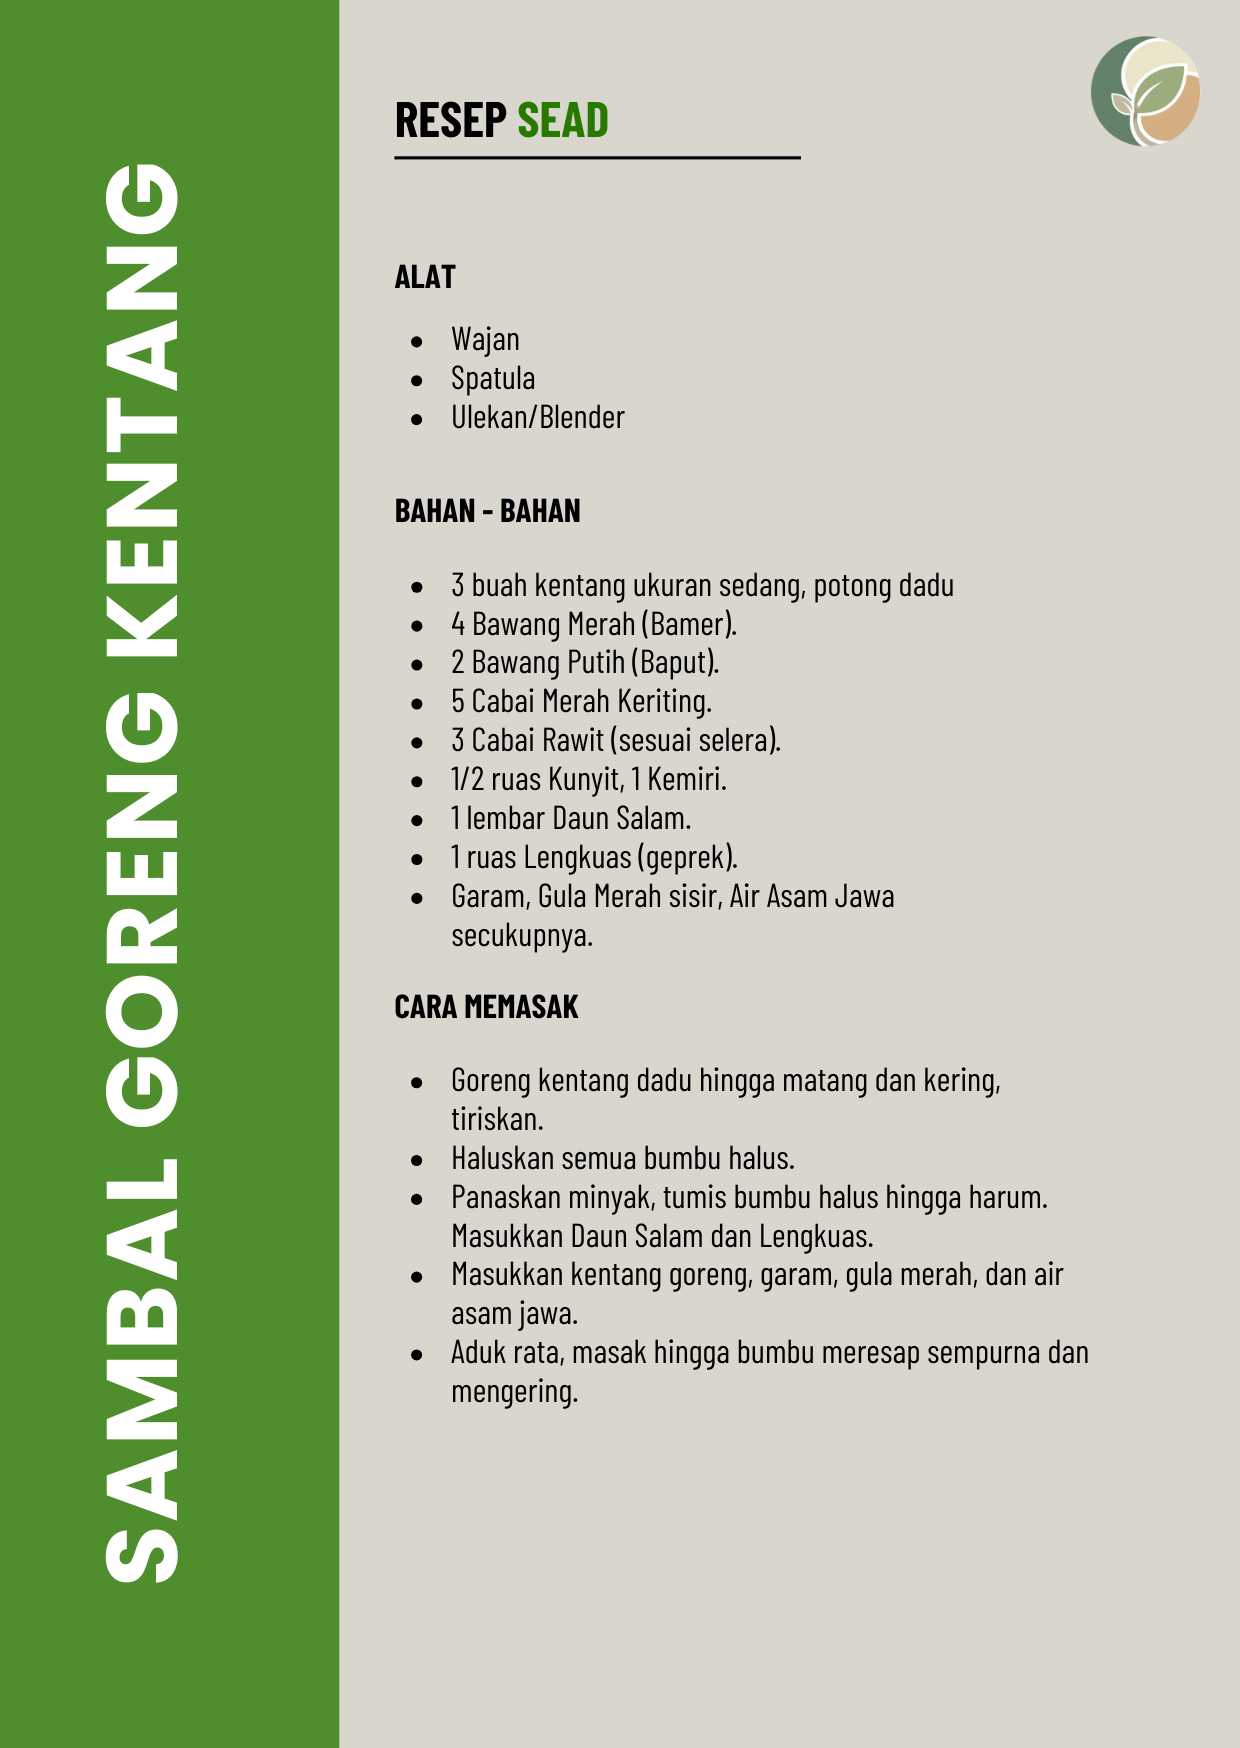 SAMBAL GORENG KENTANG
RESEP SEAD
ALAT
• Wajan
• Spatula
• Ulekan/Blender
BAHAN - BAHAN
• 3 buah kentang ukuran sedang, potong dadu
• 4 Bawang Merah (Bamer).
• 2 Bawang Putih (Baput).
• 5 Cabai Merah Keriting.
• 3 Cabai Rawit (sesuai selera).
• 1/2 ruas Kunyit, 1 Kemiri.
• 1 lembar Daun Salam.
• 1 ruas Lengkuas (geprek).
• Garam, Gula Merah sisir, Air Asam Jawa
secukupnya.
CARA MEMASAK
• Goreng kentang dadu hingga matang dan kering,
tiriskan.
• Haluskan semua bumbu halus.
• Panaskan minyak, tumis bumbu halus hingga harum.
Masukkan Daun Salam dan Lengkuas.
• Masukkan kentang goreng, garam, gula merah, dan air
asam jawa.
• Aduk rata, masak hingga bumbu meresap sempurna dan
mengering.